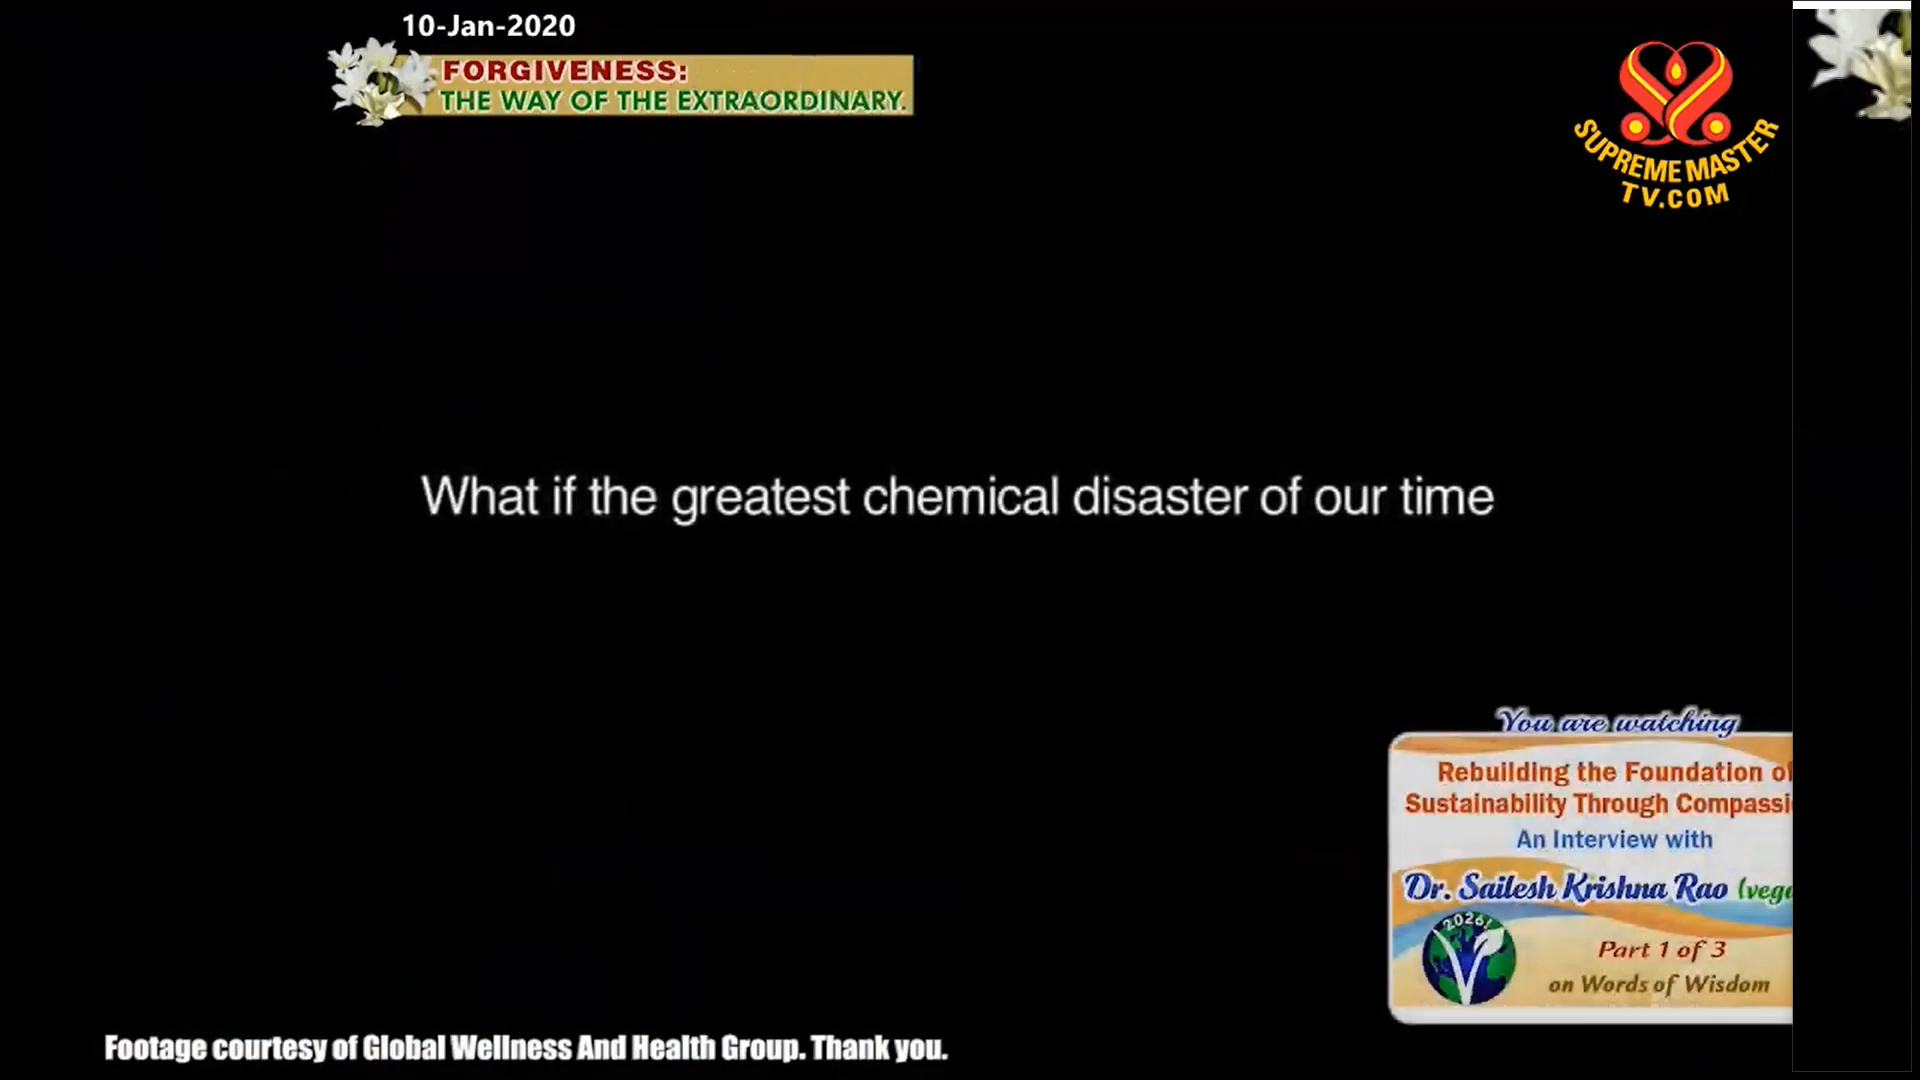 10-Jan-2020
FORGIVENESS:
THE WAY OF THE EXTRAORDINARY.
SUPREME MASTER
TV.COM
What if the greatest chemical disaster of our time
You are watching
Rebuilding the Foundation of
Sustainability Through Compassi
An Interview with
Dr. Sailesh Krishna Rao (vega
2026!
Part 1 of 3
on Words of Wisdom
Footage courtesy of Global Wellness And Health Group. Thank you.